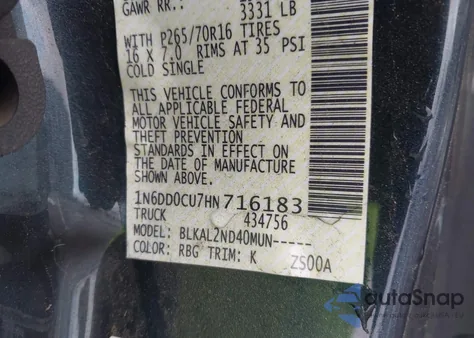 GAWR RR.:
3331 LB
WITH P265/70R16 TIRES
16 X 7.0 RIMS AT 35 PSI
COLD SINGLE
THIS VEHICLE CONFORMS TO
ALL APPLICABLE FEDERAL
MOTOR VEHICLE SAFETY AND
THEFT PREVENTION
STANDARDS IN EFFECT ON
THE DATE OF MANUFACTURE
SHOWN ABOVE.
1N6DD0CU7HN716183
TRUCK 434756
MODEL: BLKAL2ND40MUN-----
COLOR: RBG TRIM: K ZS00A
autoSnap